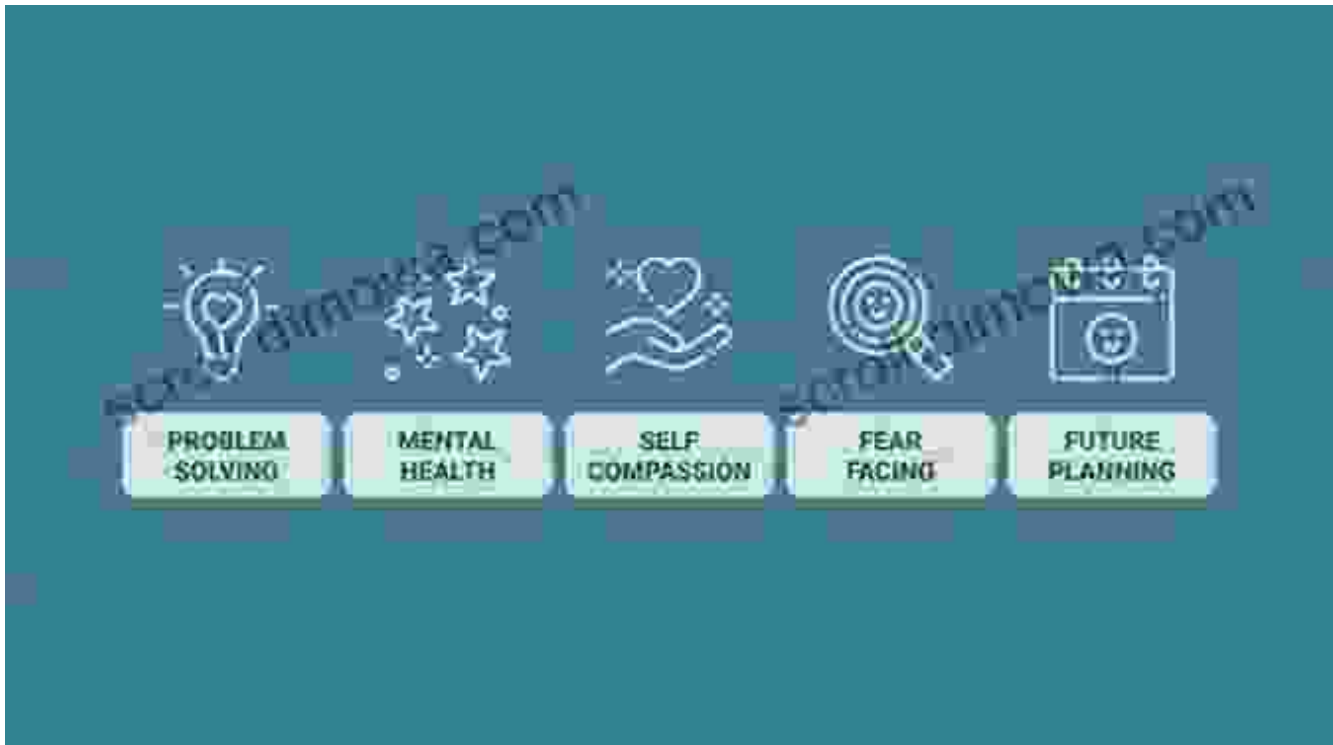 PROBLEM
SOLVING
MENTAL
HEALTH
SELF
COMPASSION
FEAR
FACING
FUTURE
PLANNING